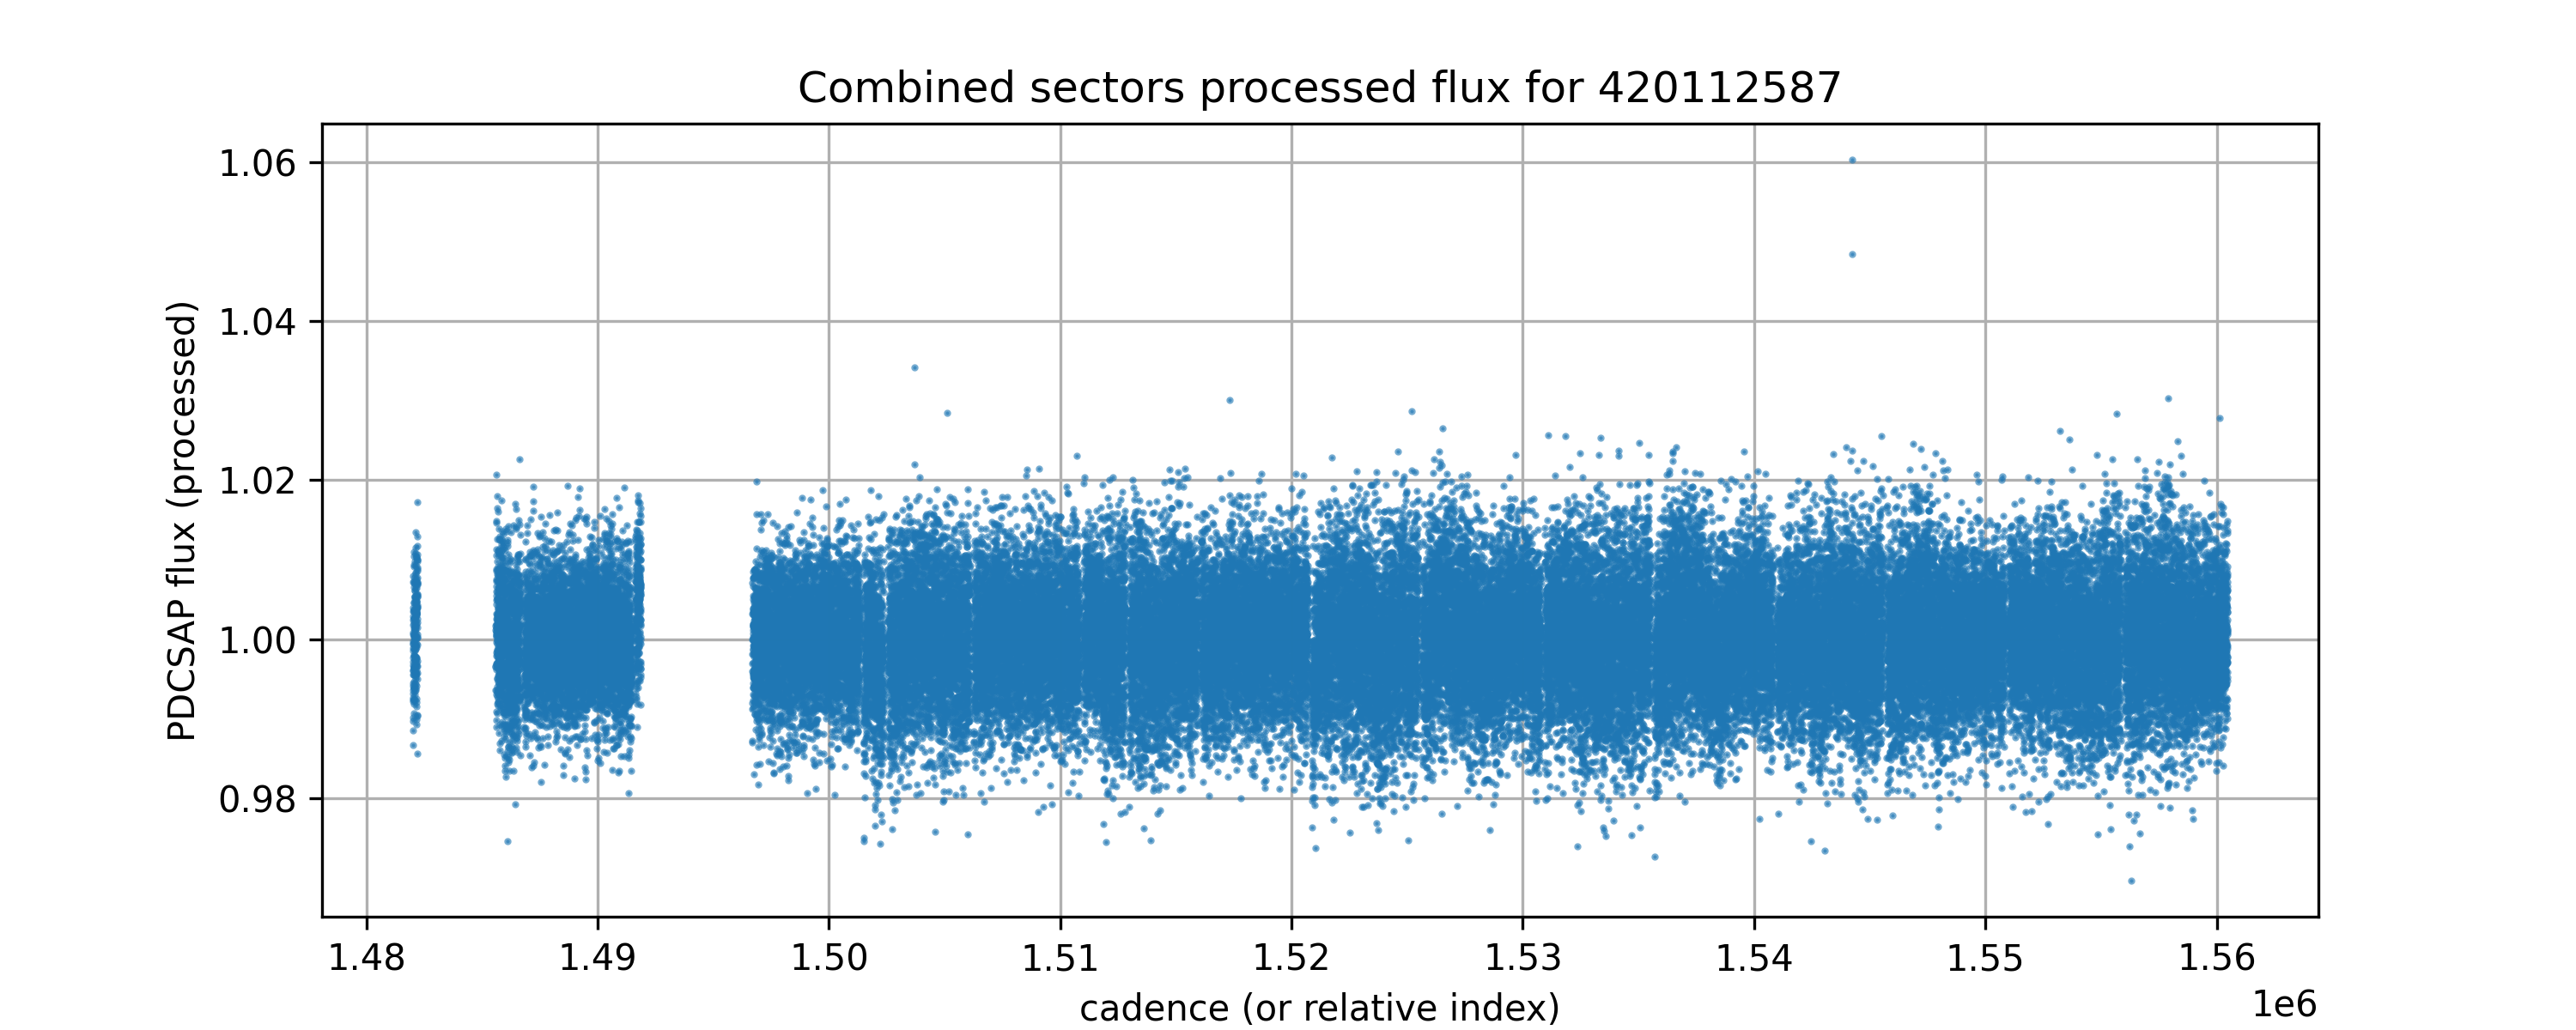 Combined sectors processed flux for 420112587
PDCSAP flux (processed)
1.06
1.04
1.02
1.00
0.98
1.48 1.49 1.50 1.51 1.52 1.53 1.54 1.55 1.56
1e6
cadence (or relative index)